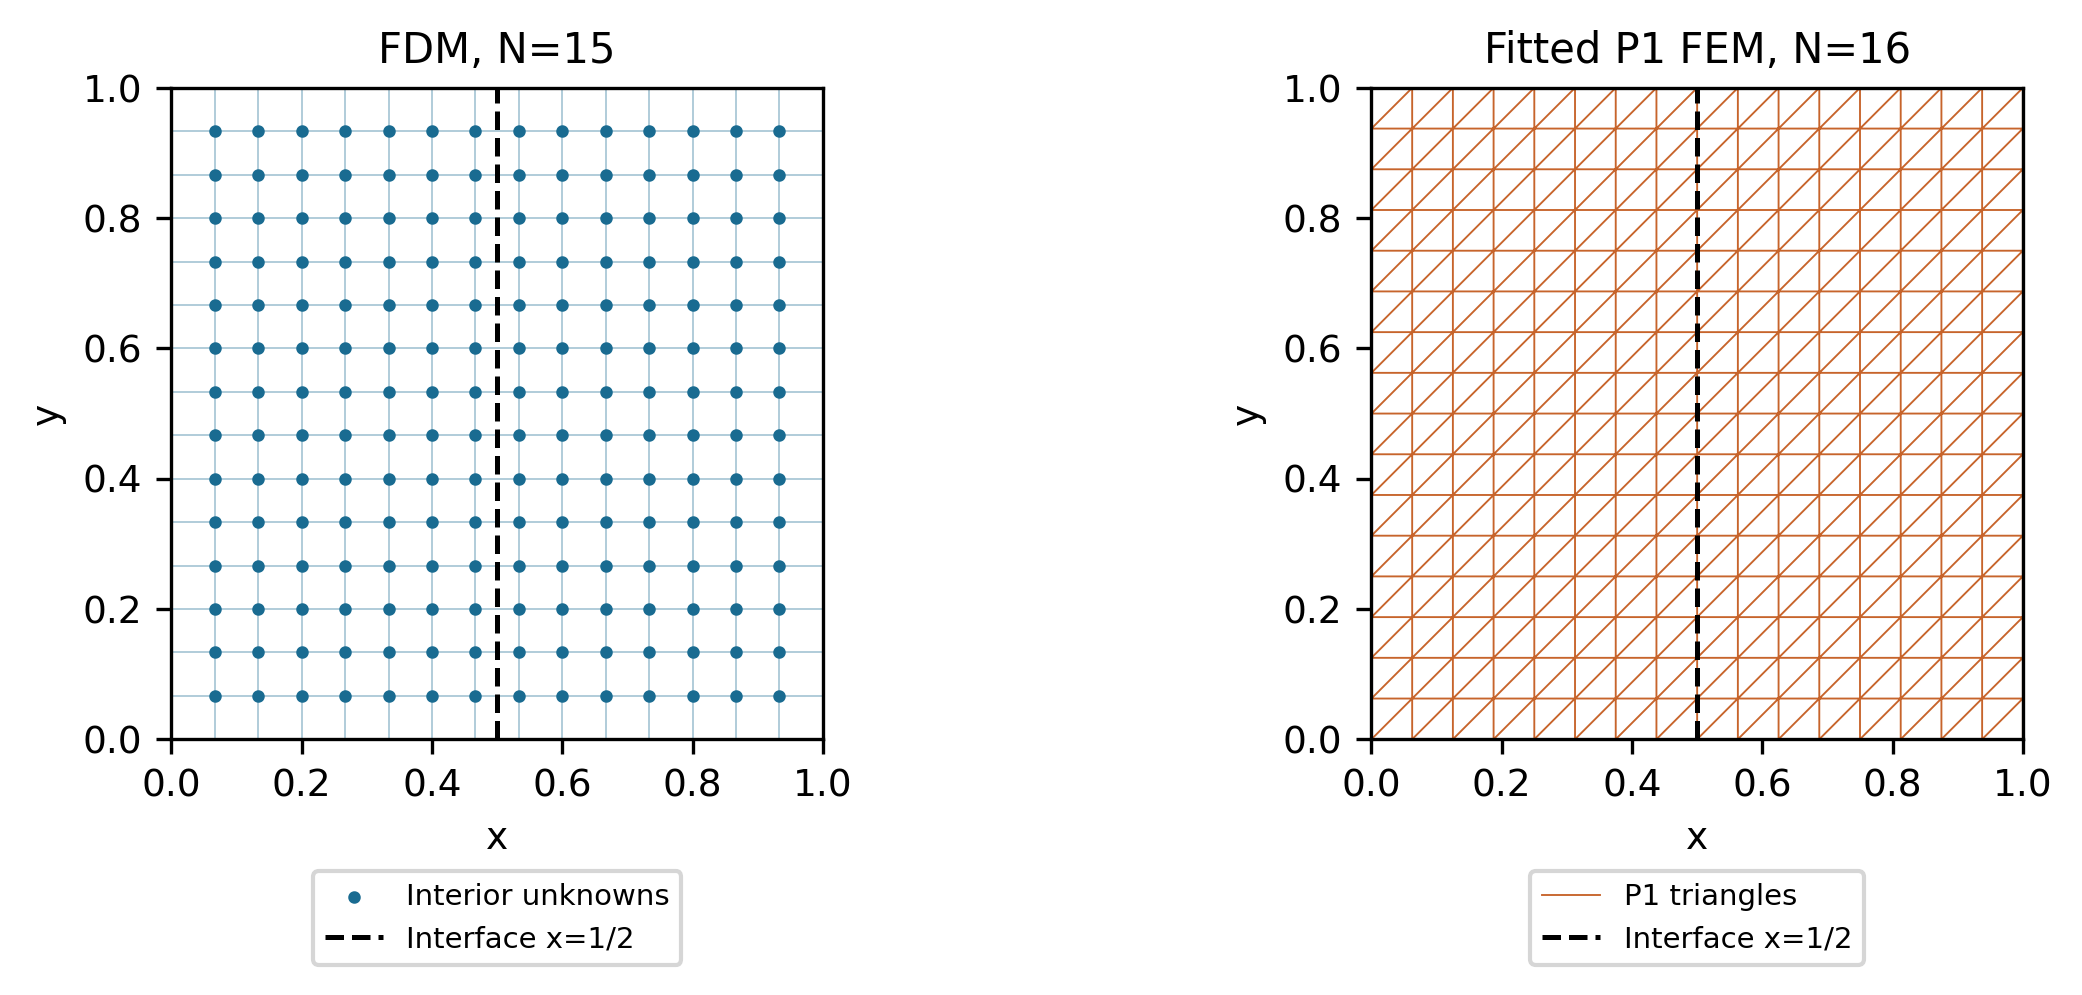 FDM, N=15
1.0
0.8
0.6
0.4
0.2
0.0
y
0.0 0.2 0.4 0.6 0.8 1.0
x
Interior unknowns
Interface x=1/2
Fitted P1 FEM, N=16
1.0
0.8
0.6
0.4
0.2
0.0
y
0.0 0.2 0.4 0.6 0.8 1.0
x
P1 triangles
Interface x=1/2